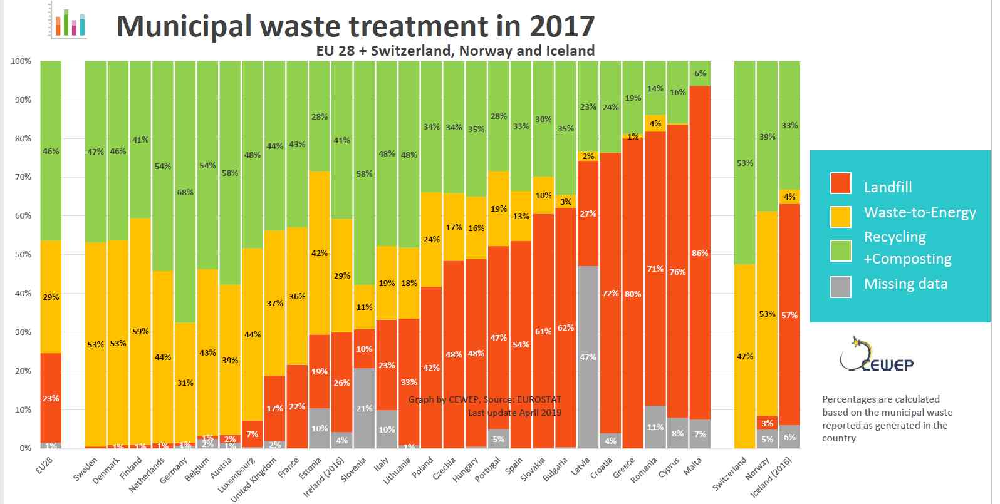 Municipal waste treatment in 2017
EU 28 + Switzerland, Norway and Iceland
100%
90%
80%
70%
60%
50%
40%
30%
20%
10%
0%
46%
29%
23%
1%
47%
53%
46%
53%
1%
41%
59%
1%
54%
44%
1%
68%
31%
1%
1%
54%
43%
1%
2%
58%
39%
2%
1%
48%
44%
7%
44%
37%
17%
2%
43%
36%
22%
28%
42%
19%
10%
41%
29%
26%
4%
58%
11%
10%
21%
48%
19%
23%
10%
48%
18%
33%
1%
34%
24%
42%
34%
17%
48%
35%
16%
48%
28%
19%
47%
5%
33%
13%
54%
30%
10%
61%
35%
3%
62%
23%
2%
27%
47%
24%
72%
4%
19%
1%
80%
14%
4%
71%
11%
16%
76%
8%
6%
86%
7%
53%
47%
39%
53%
3%
5%
33%
4%
57%
6%
Graph by CEWEP, Source: EUROSTAT
Last update April 2019
EU28
Sweden
Denmark
Finland
Netherlands
Germany
Belgium
Austria
Luxembourg
United Kingdom
France
Estonia
Ireland (2016)
Slovenia
Italy
Lithuania
Poland
Czechia
Hungary
Portugal
Spain
Slovakia
Bulgaria
Latvia
Croatia
Greece
Romania
Cyprus
Malta
Switzerland
Norway
Iceland (2016)
Landfill
Waste-to-Energy
Recycling
+Composting
Missing data
CEWEP
Percentages are calculated
based on the municipal waste
reported as generated in the
country